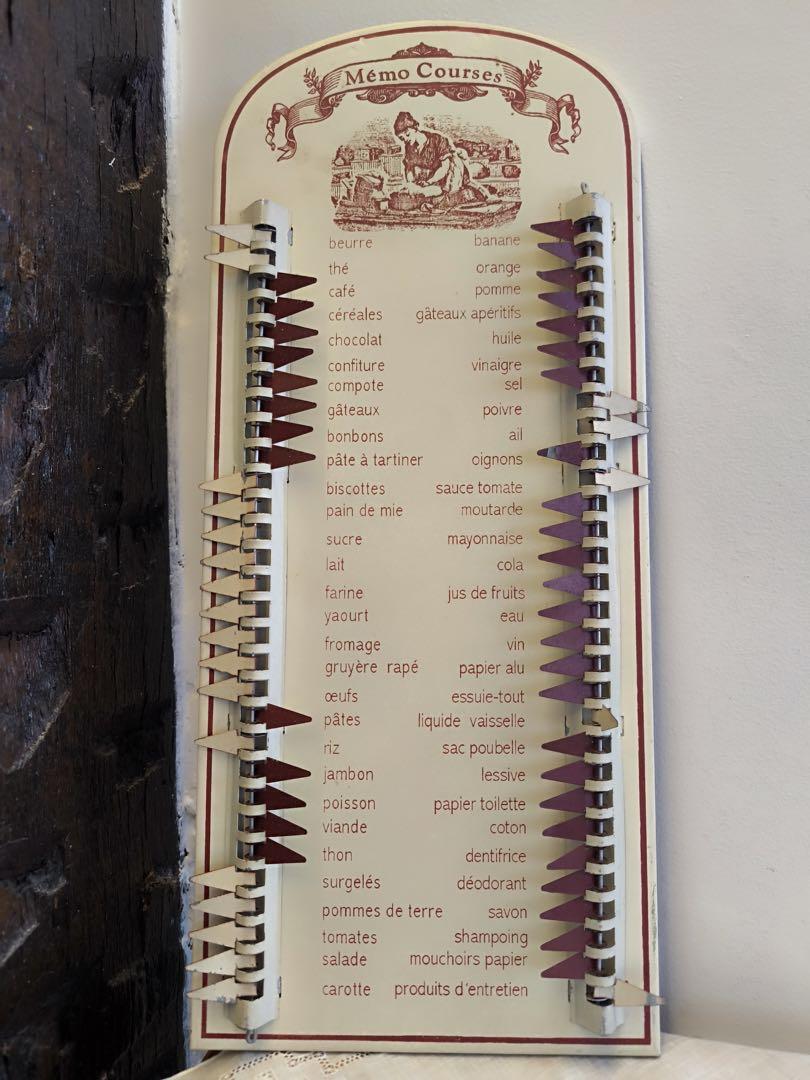 Mémo Courses
beurre banane
thé orange
café pomme
céréales gâteaux apéritifs
chocolat huile
confiture vinaigre
compote sel
gâteaux poivre
bonbons ail
pâte à tartiner oignons
biscottes sauce tomate
pain de mie moutarde
sucre mayonnaise
lait cola
farine jus de fruits
yaourt eau
fromage vin
gruyère rapé papier alu
œufs essuie-tout
pâtes liquide vaisselle
riz sac poubelle
jambon lessive
poisson papier toilette
viande coton
thon dentifrice
surgelés déodorant
pommes de terre savon
tomates shampoing
salade mouchoirs papier
carotte produits d'entretien